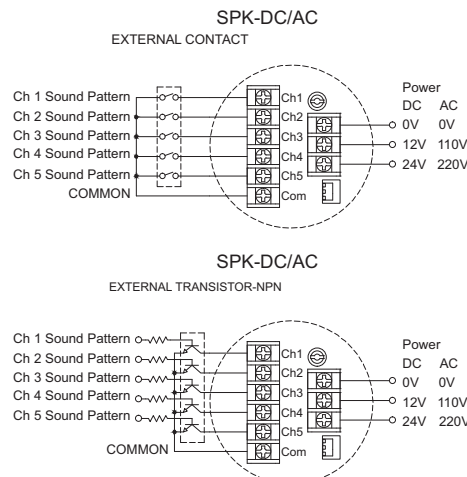 SPK-DC/AC
EXTERNAL CONTACT
Ch 1 Sound Pattern
Ch 2 Sound Pattern
Ch 3 Sound Pattern
Ch 4 Sound Pattern
Ch 5 Sound Pattern
COMMON
Ch1
Ch2
Ch3
Ch4
Ch5
Com
Power
DC AC
0V 0V
12V 110V
24V 220V
SPK-DC/AC
EXTERNAL TRANSISTOR-NPN
Ch 1 Sound Pattern
Ch 2 Sound Pattern
Ch 3 Sound Pattern
Ch 4 Sound Pattern
Ch 5 Sound Pattern
COMMON
Ch1
Ch2
Ch3
Ch4
Ch5
Com
Power
DC AC
0V 0V
12V 110V
24V 220V